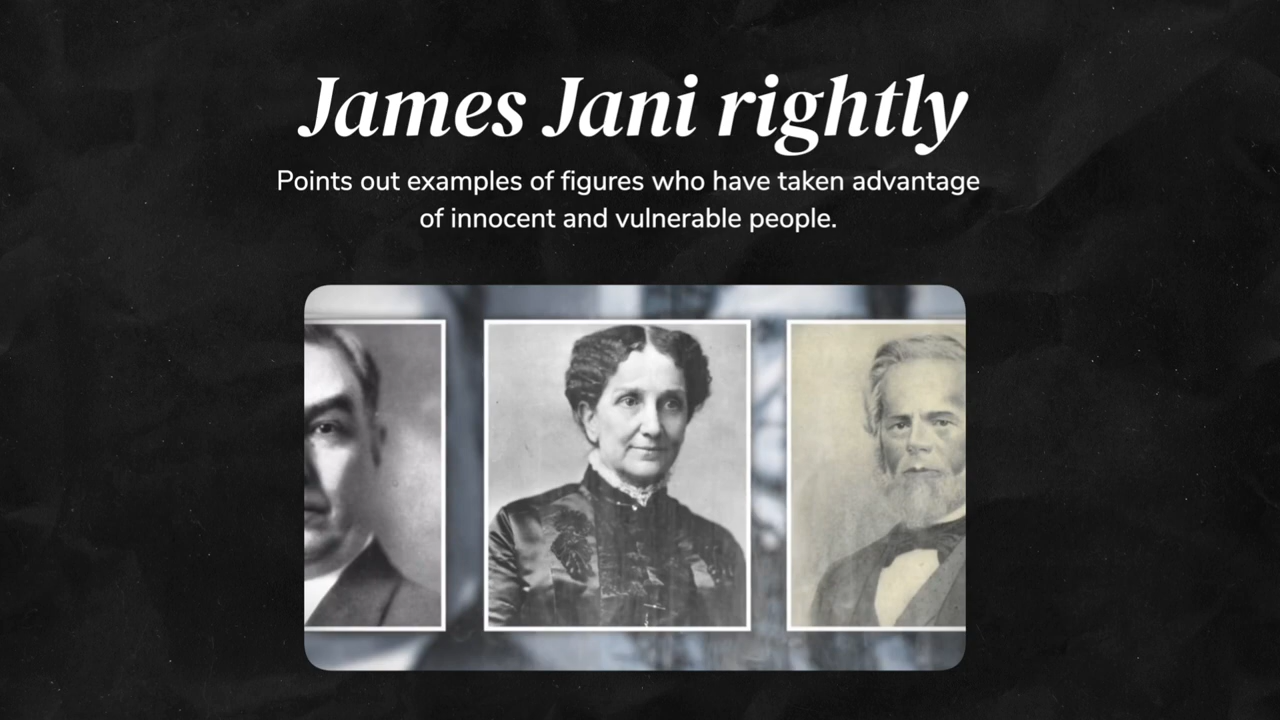 James Jani rightly
Points out examples of figures who have taken advantage
of innocent and vulnerable people.